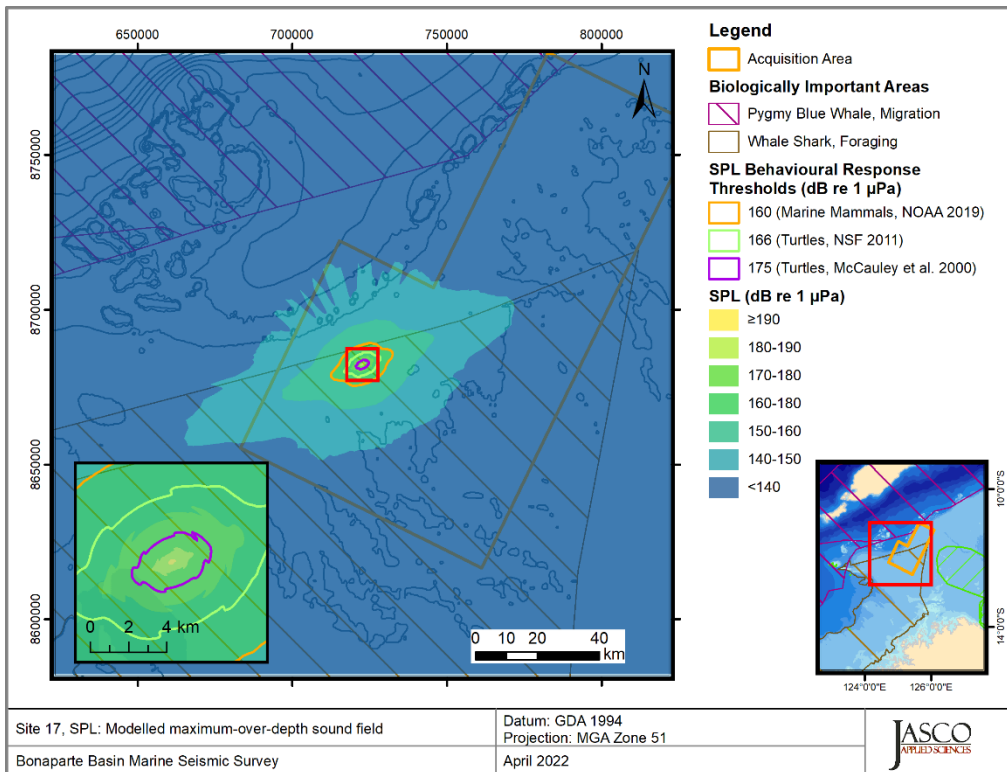 650000 700000 750000 800000
N
8750000
8700000
8650000
8600000
0 2 4 km
0 10 20 40
km
Legend
Acquisition Area
Biologically Important Areas
Pygmy Blue Whale, Migration
Whale Shark, Foraging
SPL Behavioural Response
Thresholds (dB re 1 µPa)
160 (Marine Mammals, NOAA 2019)
166 (Turtles, NSF 2011)
175 (Turtles, McCauley et al. 2000)
SPL (dB re 1 µPa)
≥190
180-190
170-180
160-180
150-160
140-150
<140
10°0'0"S
14°0'0"S
124°0'0"E 126°0'0"E
Site 17, SPL: Modelled maximum-over-depth sound field
Datum: GDA 1994
Projection: MGA Zone 51
Bonaparte Basin Marine Seismic Survey
April 2022
JASCO
APPLIED SCIENCES